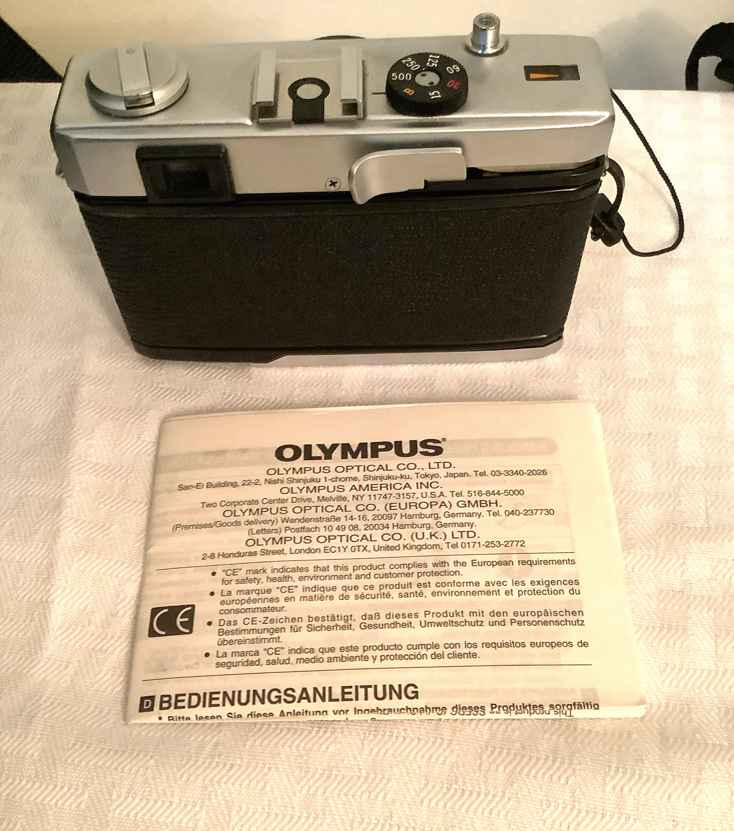 500 250 125 60 30 15 B
OLYMPUS®
OLYMPUS OPTICAL CO., LTD.
San-Ei Building, 22-2, Nishi Shinjuku 1-chome, Shinjuku-ku, Tokyo, Japan. Tel. 03-3340-2026
OLYMPUS AMERICA INC.
Two Corporate Center Drive, Melville, NY 11747-3157, U.S.A. Tel. 516-844-5000
OLYMPUS OPTICAL CO. (EUROPA) GMBH.
(Premises/Goods delivery) Wendenstraße 14-16, 20097 Hamburg, Germany. Tel. 040-237730
(Letters) Postfach 10 49 08, 20034 Hamburg, Germany.
OLYMPUS OPTICAL CO. (U.K.) LTD.
2-8 Honduras Street, London EC1Y 0TX, United Kingdom, Tel 0171-253-2772
CE
● "CE" mark indicates that this product complies with the European requirements
for safety, health, environment and customer protection.
● La marque "CE" indique que ce produit est conforme avec les exigences
européennes en matière de sécurité, santé, environnement et protection du
consommateur.
● Das CE-Zeichen bestätigt, daß dieses Produkt mit den europäischen
Bestimmungen für Sicherheit, Gesundheit, Umweltschutz und Personenschutz
übereinstimmt.
● La marca "CE" indica que este producto cumple con los requisitos europeos de
seguridad, salud, medio ambiente y protección del cliente.
D BEDIENUNGSANLEITUNG
* Bitte lesen Sie diese Anleitung vor Ingebrauchnahme dieses Produktes sorgfältig